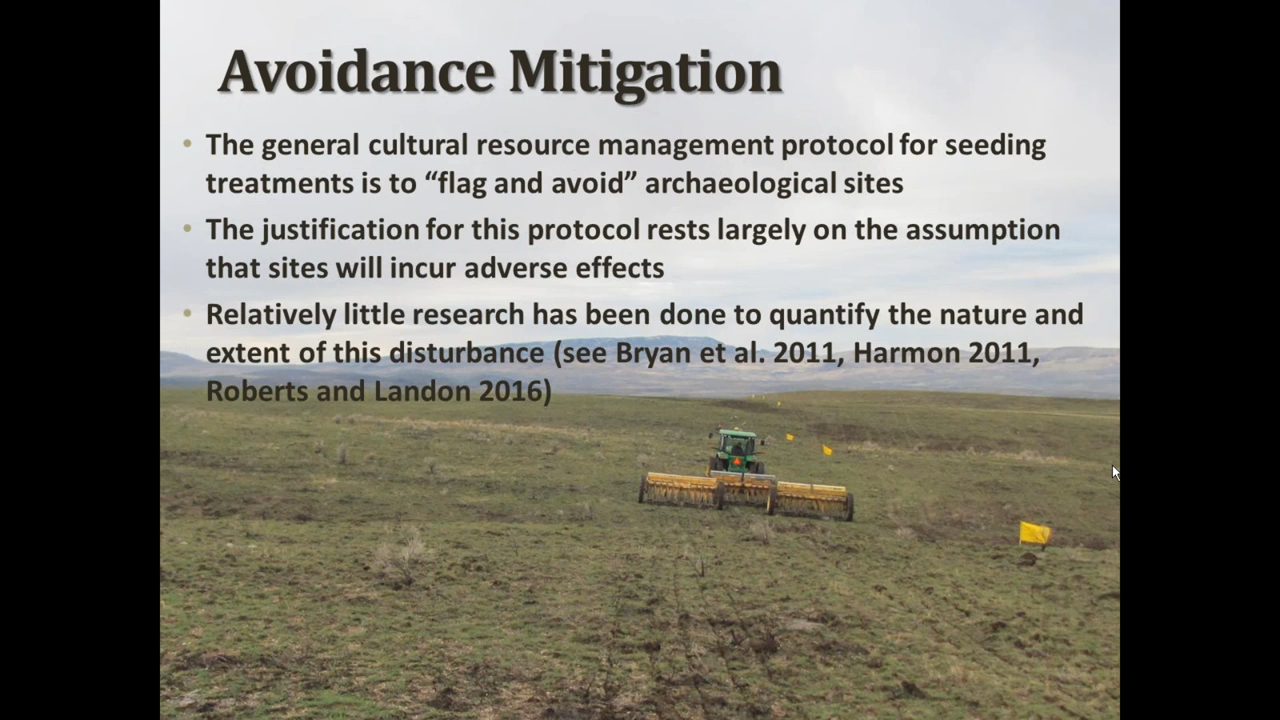 Avoidance Mitigation
• The general cultural resource management protocol for seeding
treatments is to “flag and avoid” archaeological sites
• The justification for this protocol rests largely on the assumption
that sites will incur adverse effects
• Relatively little research has been done to quantify the nature and
extent of this disturbance (see Bryan et al. 2011, Harmon 2011,
Roberts and Landon 2016)